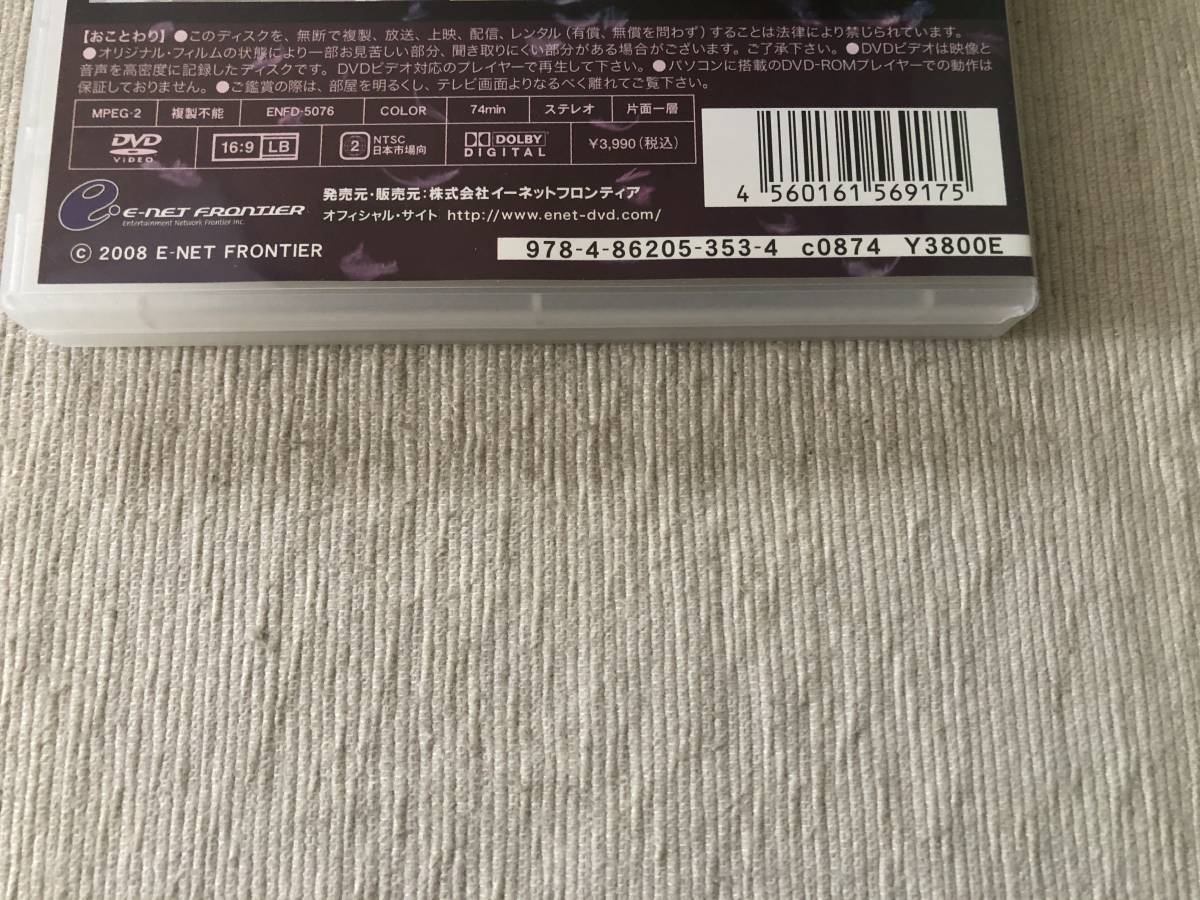 【おことわり】●このディスクを、無断で複製、放送、上映、配信、レンタル（有償、無償を問わず）することは法律により禁じられています。
●オリジナル・フィルムの状態により一部お見苦しい部分、聞き取りにくい部分がある場合がございます。ご了承下さい。●DVDビデオは映像と
音声を高密度に記録したディスクです。DVDビデオ対応のプレイヤーで再生して下さい。●パソコンに搭載のDVD-ROMプレイヤーでの動作は
保証しておりません。●ご鑑賞の際は、部屋を明るくし、テレビ画面よりなるべく離れてご覧下さい。
MPEG-2 複製不能 ENFD-5076 COLOR 74min ステレオ 片面一層
DVD VIDEO 16:9 LB 2 NTSC 日本市場向 DOLBY DIGITAL ¥3,990（税込）
4 560161 569175
e E-NET FRONTIER
Entertainment Network Frontier Inc.
発売元・販売元：株式会社イーネットフロンティア
オフィシャル・サイト http://www.enet-dvd.com/
© 2008 E-NET FRONTIER
978-4-86205-353-4 c0874 Y3800E